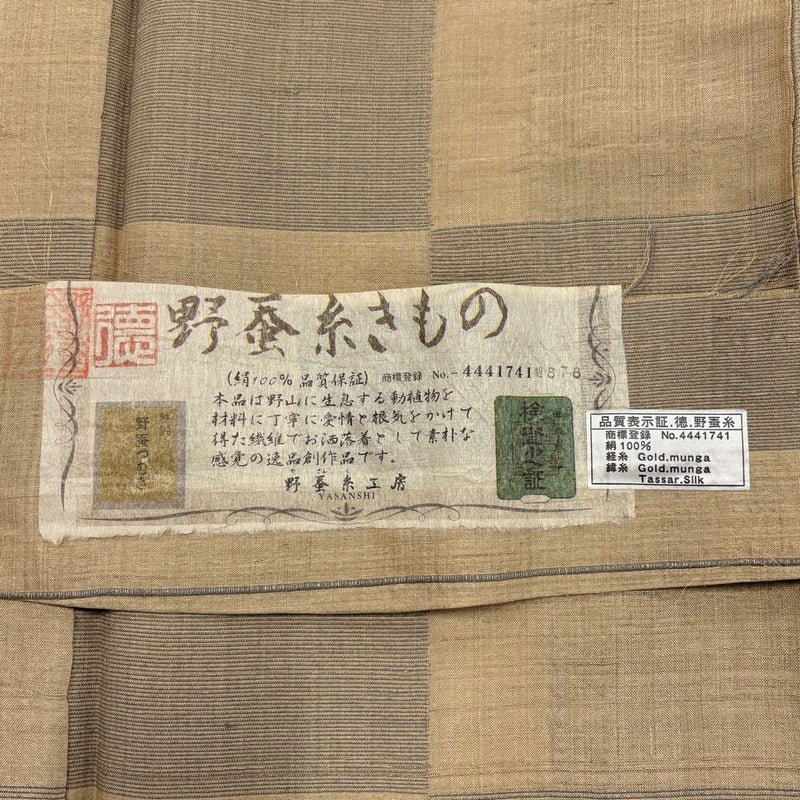 德
野蚕糸きもの
(絹100%品質保証) 商標登録 No.-4441741
878
本品は野山に生息する動植物を
材料に丁寧に愛情と根気をかけて
得た繊維でお洒落着として素朴な
感覚の逸品創作品です。
野蚕糸工房
YASANSHI
野蚕つむぎ
検査之証
品質表示証.德.野蚕糸
商標登録 No.4441741
絹100%
経糸 Gold.munga
緯糸 Gold.munga
Tassar.Silk